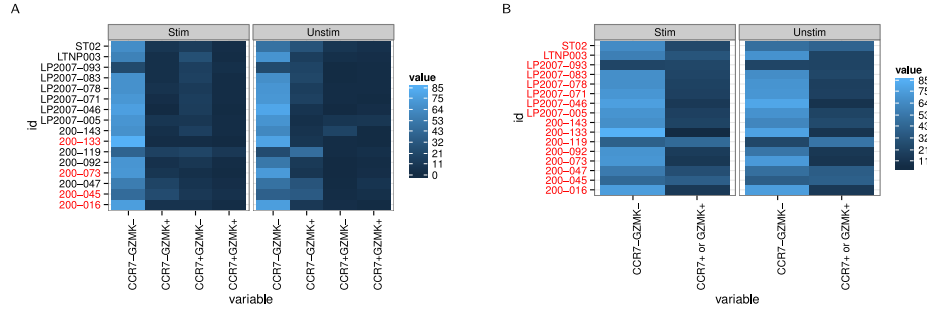 A
Stim
Unstim
ST02
LTNP003
LP2007−093
LP2007−083
LP2007−078
LP2007−071
LP2007−046
LP2007−005
200−143
200−133
200−119
200−092
200−073
200−047
200−045
200−016
id
CCR7−GZMK−
CCR7−GZMK+
CCR7+GZMK−
CCR7+GZMK+
CCR7−GZMK−
CCR7−GZMK+
CCR7+GZMK−
CCR7+GZMK+
variable
value
85
74
64
53
43
32
21
11
0
B
Stim
Unstim
ST02
LTNP003
LP2007−093
LP2007−083
LP2007−078
LP2007−071
LP2007−046
LP2007−005
200−143
200−133
200−119
200−092
200−073
200−047
200−045
200−016
id
CCR7−GZMK−
CCR7+ or GZMK+
CCR7−GZMK−
CCR7+ or GZMK+
variable
value
85
74
64
53
43
32
21
11